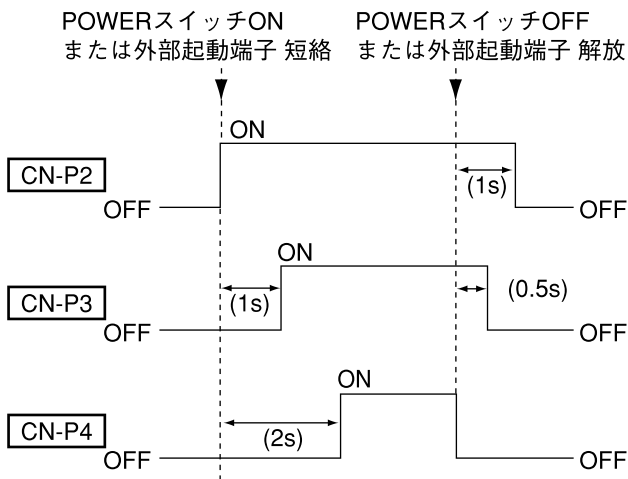 POWERスイッチON
または外部起動端子 短絡
POWERスイッチOFF
または外部起動端子 解放
ON
CN-P2
OFF
(1s)
OFF
ON
CN-P3
(1s)
(0.5s)
OFF
OFF
ON
CN-P4
(2s)
OFF
OFF